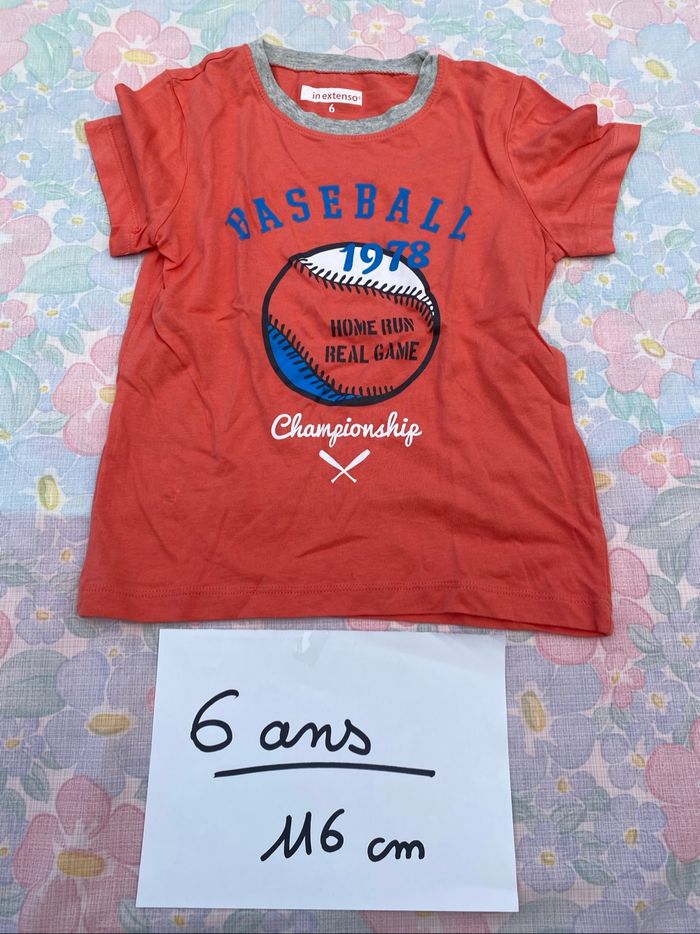 in extenso®
6
BASEBALL
1978
HOME RUN
REAL GAME
Championship
6 ans
116 cm